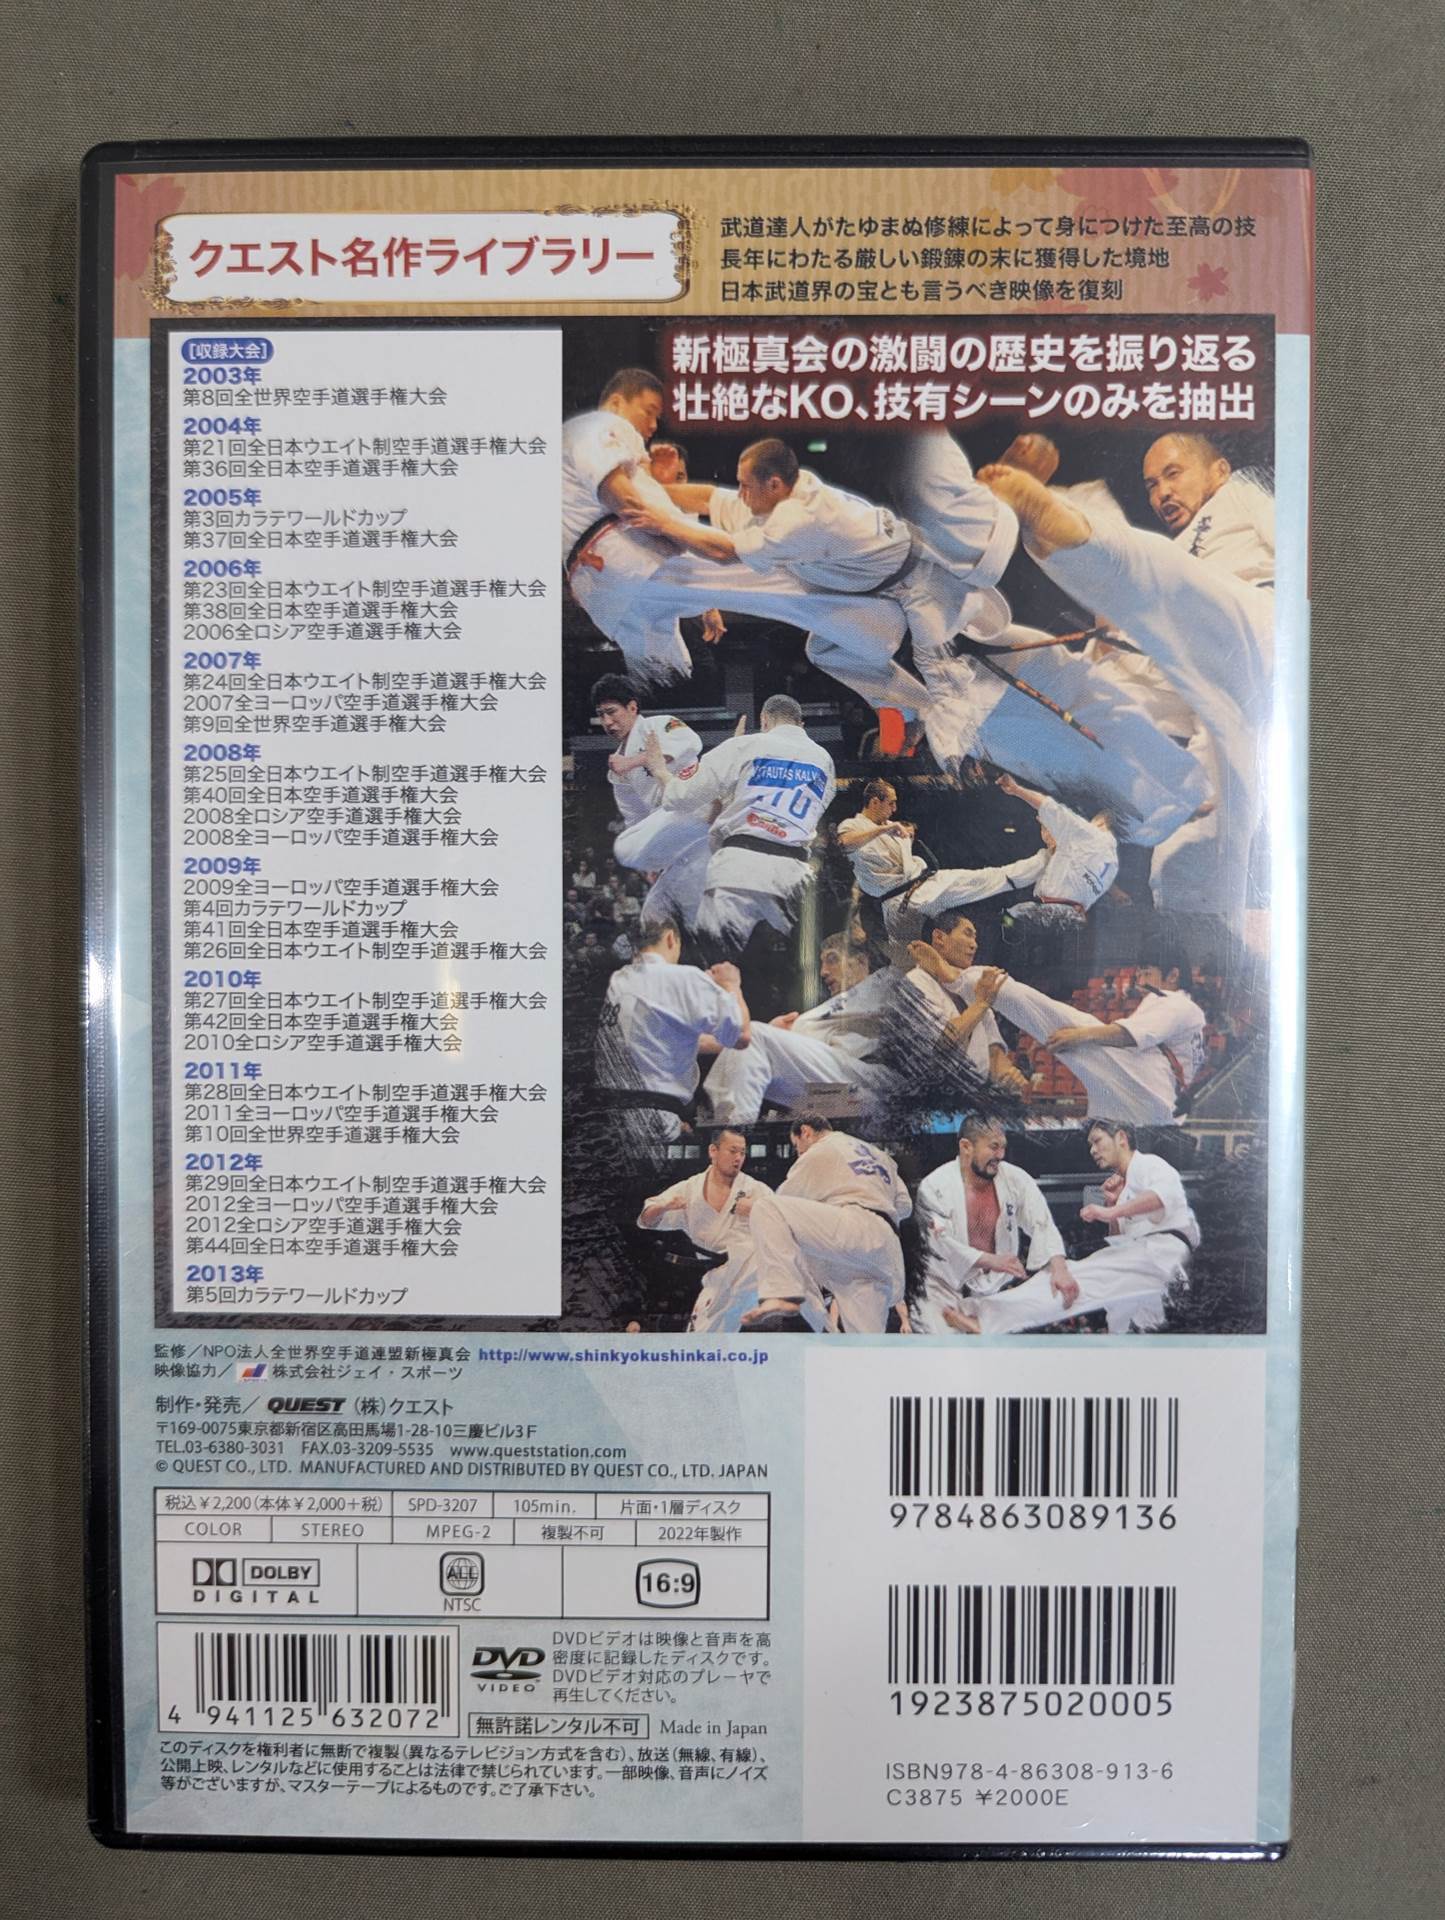 クエスト名作ライブラリー
武道達人がたゆまぬ修練によって身につけた至高の技
長年にわたる厳しい鍛錬の末に獲得した境地
日本武道界の宝とも言うべき映像を復刻
新極真会の激闘の歴史を振り返る
壮絶なKO、技有シーンのみを抽出
[収録大会]
2003年
第8回全世界空手道選手権大会
2004年
第21回全日本ウエイト制空手道選手権大会
第36回全日本空手道選手権大会
2005年
第3回カラテワールドカップ
第37回全日本空手道選手権大会
2006年
第23回全日本ウエイト制空手道選手権大会
第38回全日本空手道選手権大会
2006全ロシア空手道選手権大会
2007年
第24回全日本ウエイト制空手道選手権大会
2007全ヨーロッパ空手道選手権大会
第9回全世界空手道選手権大会
2008年
第25回全日本ウエイト制空手道選手権大会
第40回全日本空手道選手権大会
2008全ロシア空手道選手権大会
2008全ヨーロッパ空手道選手権大会
2009年
2009全ヨーロッパ空手道選手権大会
第4回カラテワールドカップ
第41回全日本空手道選手権大会
第26回全日本ウエイト制空手道選手権大会
2010年
第27回全日本ウエイト制空手道選手権大会
第42回全日本空手道選手権大会
2010全ロシア空手道選手権大会
2011年
第28回全日本ウエイト制空手道選手権大会
2011全ヨーロッパ空手道選手権大会
第10回全世界空手道選手権大会
2012年
第29回全日本ウエイト制空手道選手権大会
2012全ヨーロッパ空手道選手権大会
2012全ロシア空手道選手権大会
第44回全日本空手道選手権大会
2013年
第5回カラテワールドカップ
監修／NPO法人全世界空手道連盟新極真会 http://www.shinkyokushinkai.co.jp
映像協力／株式会社ジェイ・スポーツ
制作・発売／QUEST (株)クエスト
〒169-0075東京都新宿区高田馬場1-28-10三慶ビル3F
TEL.03-6380-3031 FAX.03-3209-5535 www.queststation.com
© QUEST CO., LTD. MANUFACTURED AND DISTRIBUTED BY QUEST CO., LTD. JAPAN
税込￥2,200(本体￥2,000+税) SPD-3207 105min. 片面・1層ディスク
COLOR STEREO MPEG-2 複製不可 2022年製作
DOLBY DIGITAL ALL NTSC 16:9
4 941125 632072
DVD VIDEO
DVDビデオは映像と音声を高
密度に記録したディスクです。
DVDビデオ対応のプレーヤで
再生してください。
無許諾レンタル不可 Made in Japan
このディスクを権利者に無断で複製(異なるテレビジョン方式を含む)、放送(無線、有線)、
公開上映、レンタルなどに使用することは法律で禁じられています。一部映像、音声にノイズ
等がございますが、マスターテープによるものです。ご了承下さい。
9784863089136
1923875020005
ISBN978-4-86308-913-6
C3875 ￥2000E